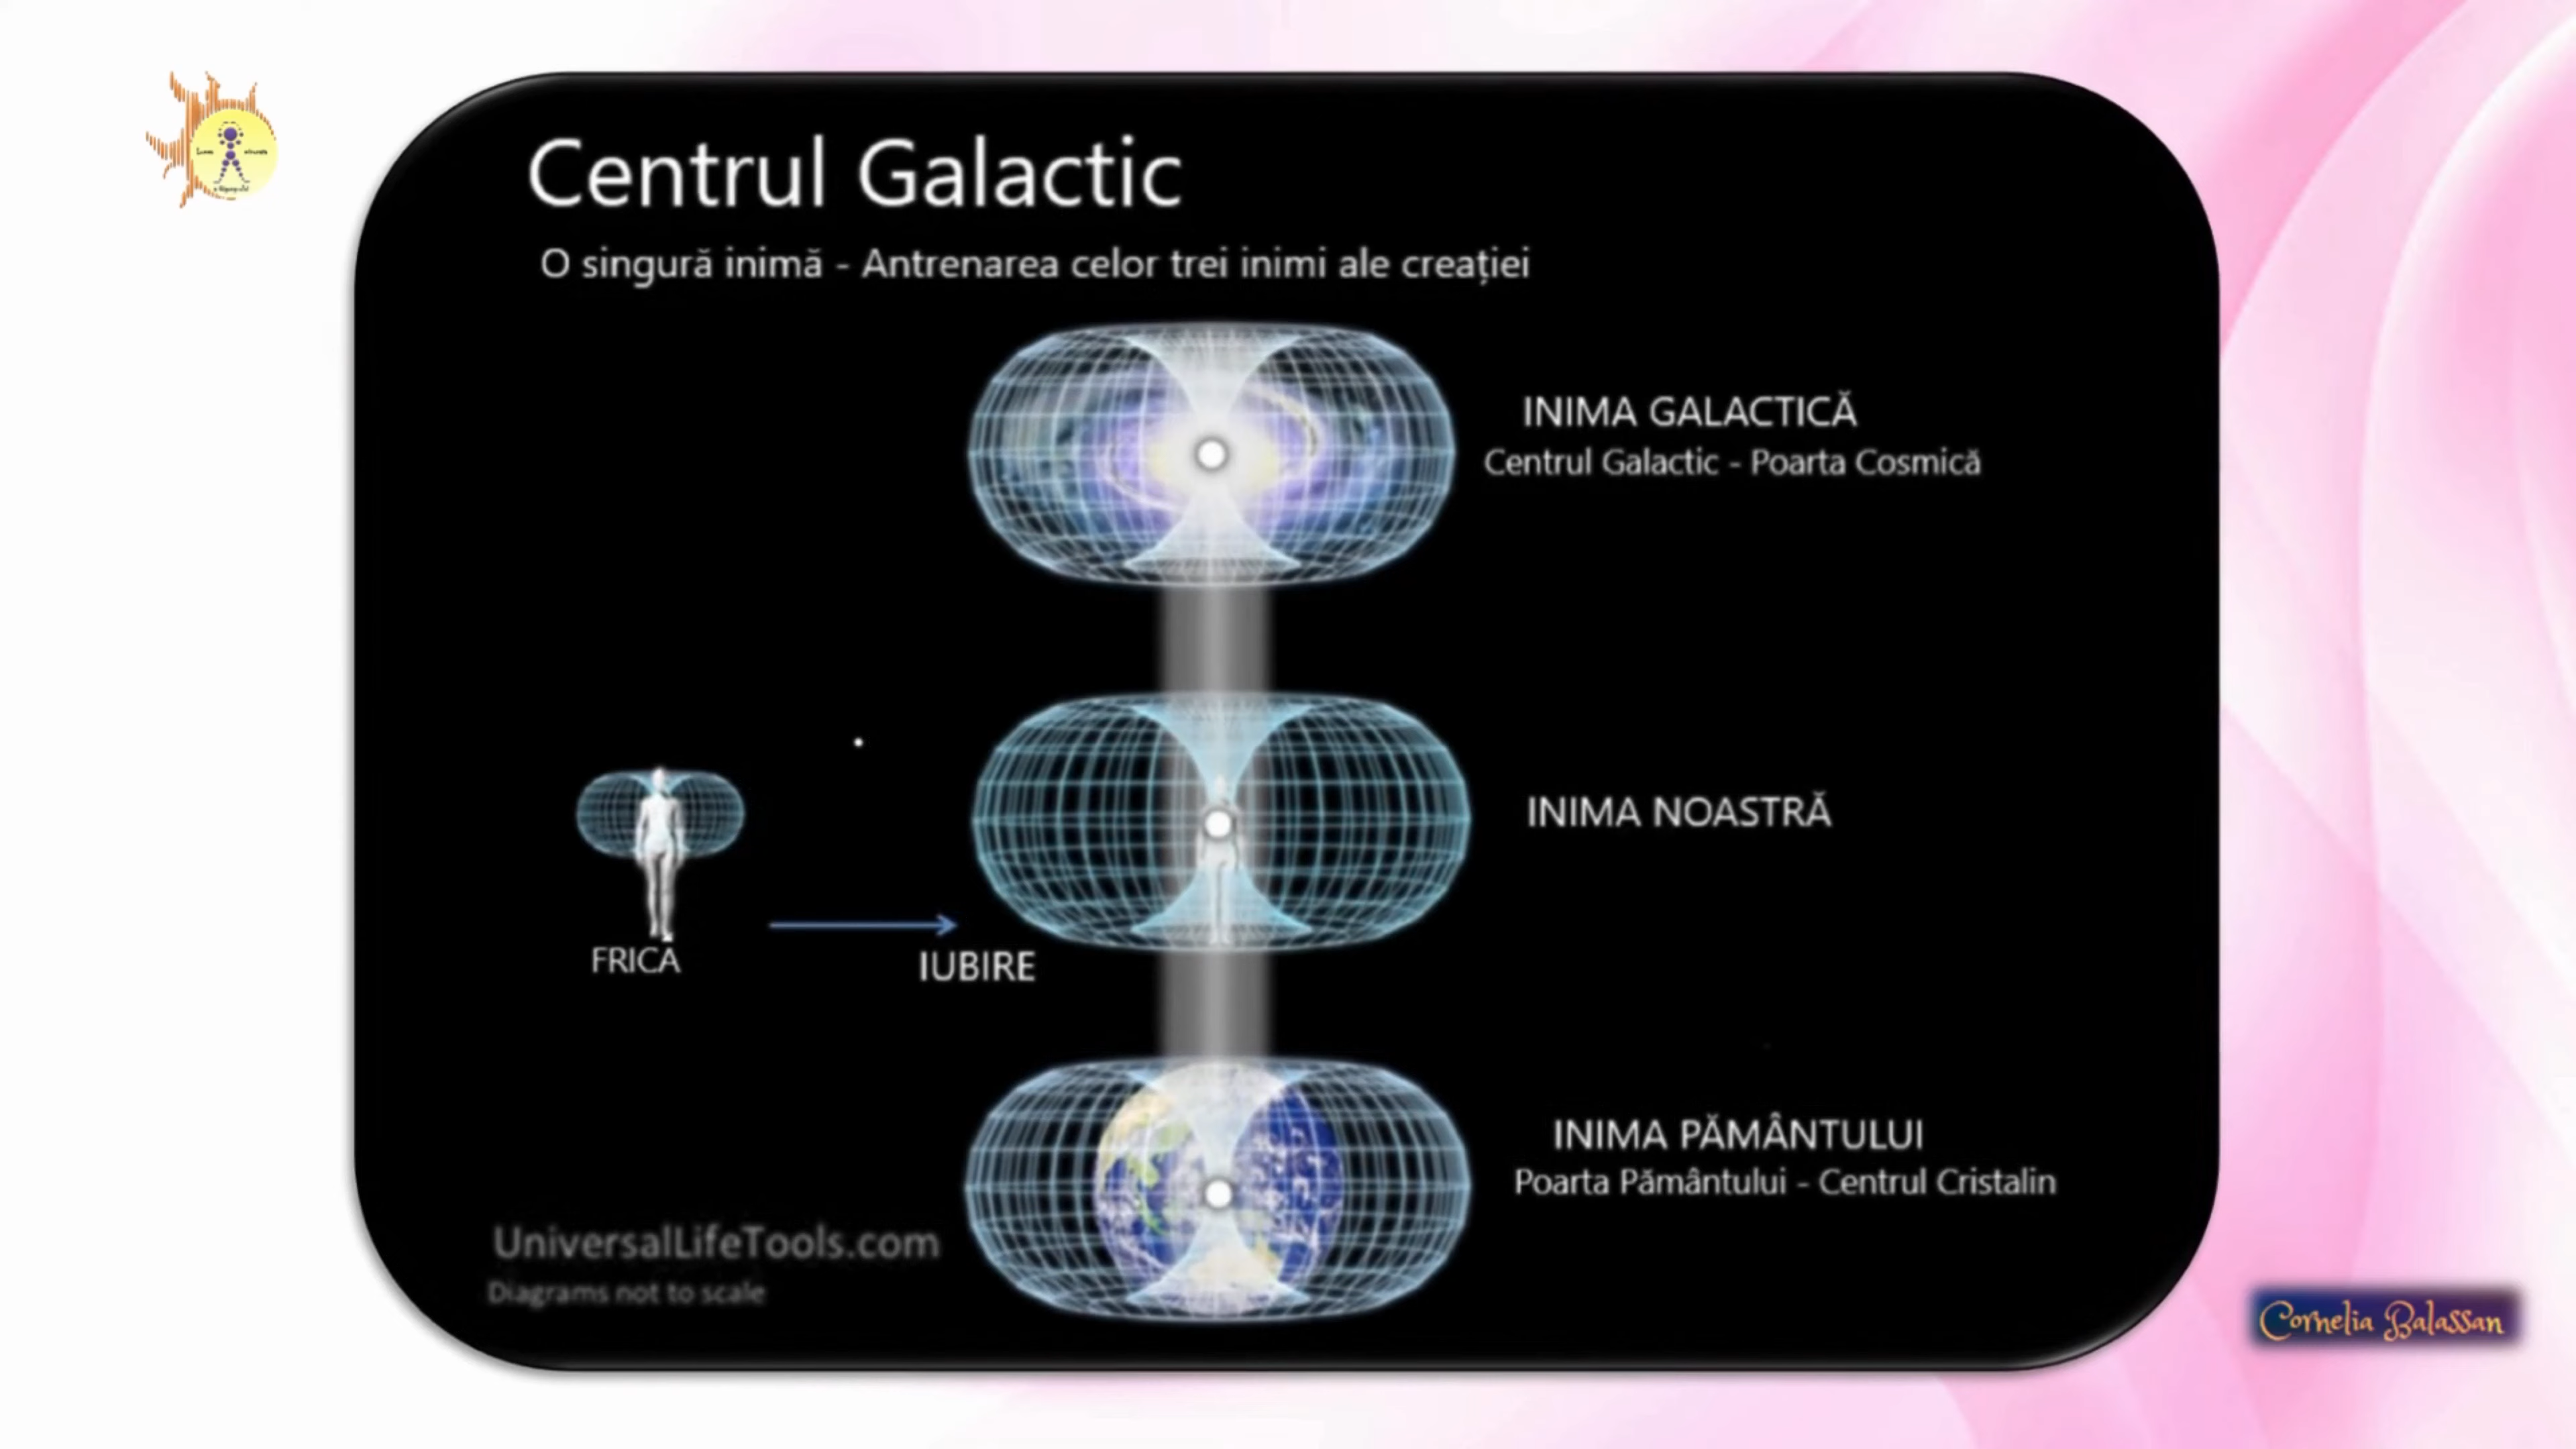 Centrul Galactic
O singură inimă - Antrenarea celor trei inimi ale creației
INIMA GALACTICĂ
Centrul Galactic - Poarta Cosmică
INIMA NOASTRĂ
FRICĂ
IUBIRE
INIMA PĂMÂNTULUI
Poarta Pământului - Centrul Cristalin
UniversalLifeTools.com
Diagrams not to scale
Cornelia Balassan